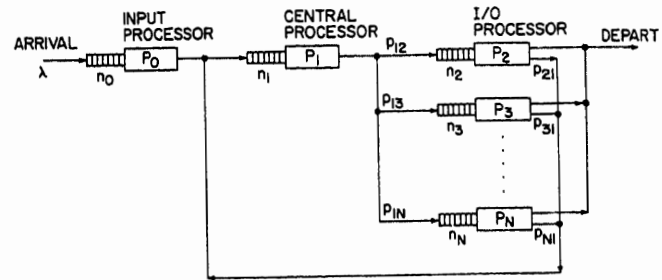 INPUT PROCESSOR
CENTRAL PROCESSOR
I/O PROCESSOR
ARRIVAL
λ
n0
P0
n1
P1
p12
n2
P2
p21
DEPART
p13
n3
P3
p31
p1N
nN
PN
pN1